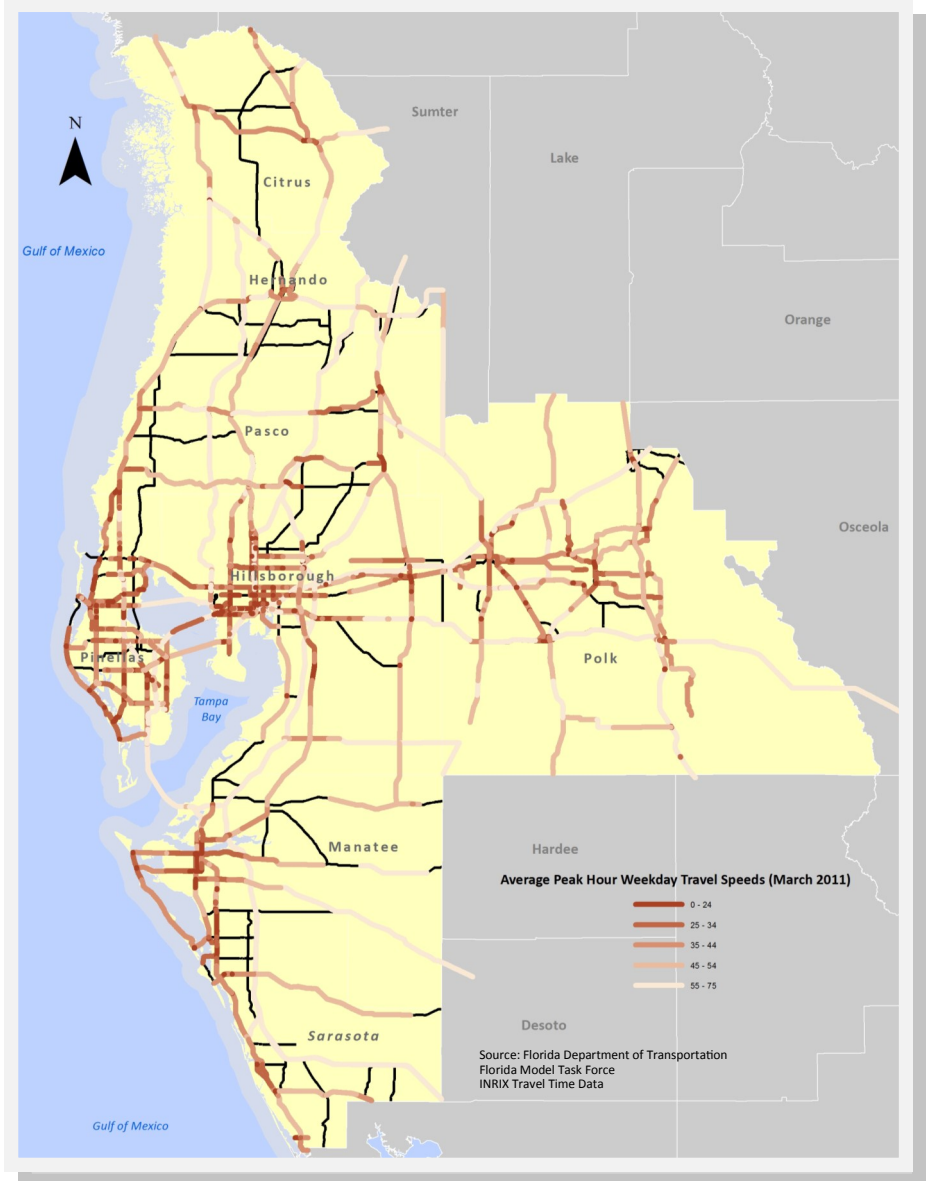 Sumter
N
Lake
Citrus
Gulf of Mexico
Hernando
Orange
Pasco
Osceola
Hillsborough
Pinellas
Polk
Tampa
Bay
Manatee
Hardee
Average Peak Hour Weekday Travel Speeds (March 2011)
0 - 24
25 - 34
35 - 44
45 - 54
55 - 75
Desoto
Sarasota
Source: Florida Department of Transportation
Florida Model Task Force
INRIX Travel Time Data
Gulf of Mexico